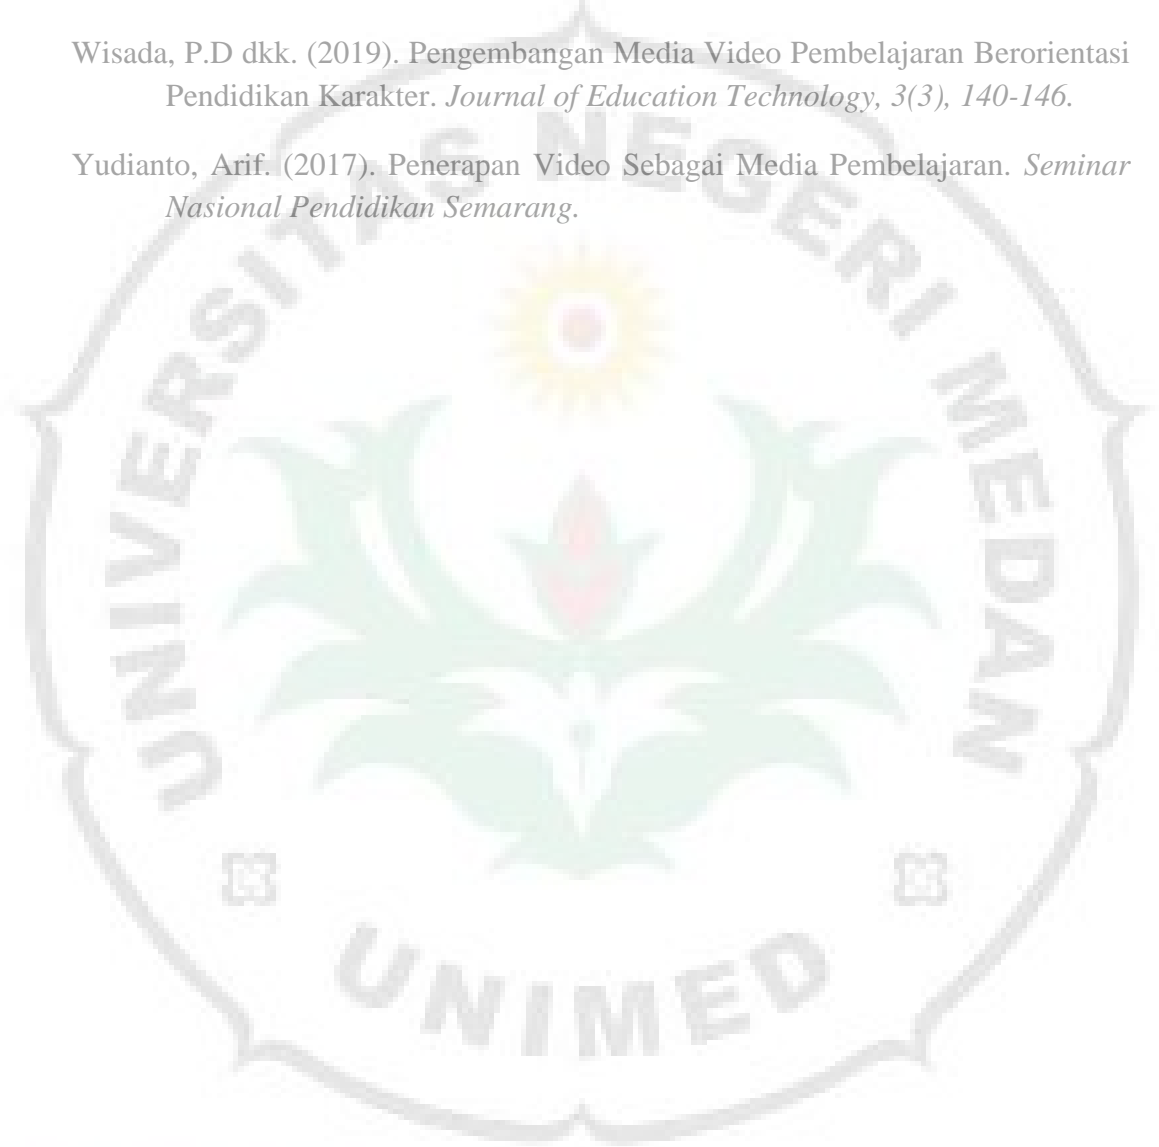 Wisada, P.D dkk. (2019). Pengembangan Media Video Pembelajaran Berorientasi
Pendidikan Karakter. Journal of Education Technology, 3(3), 140-146.
Yudianto, Arif. (2017). Penerapan Video Sebagai Media Pembelajaran. Seminar
Nasional Pendidikan Semarang.
UNIVERSITAS NEGERI MEDAN
UNIMED